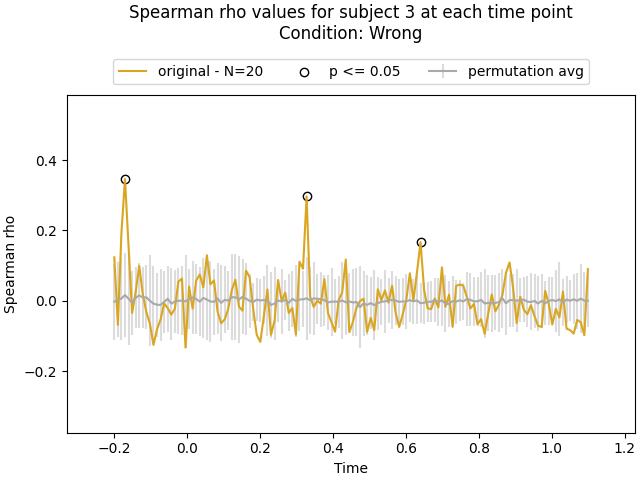 Spearman rho values for subject 3 at each time point
Condition: Wrong
original - N=20 p <= 0.05 permutation avg
Spearman rho
0.4
0.2
0.0
−0.2
−0.2 0.0 0.2 0.4 0.6 0.8 1.0 1.2
Time